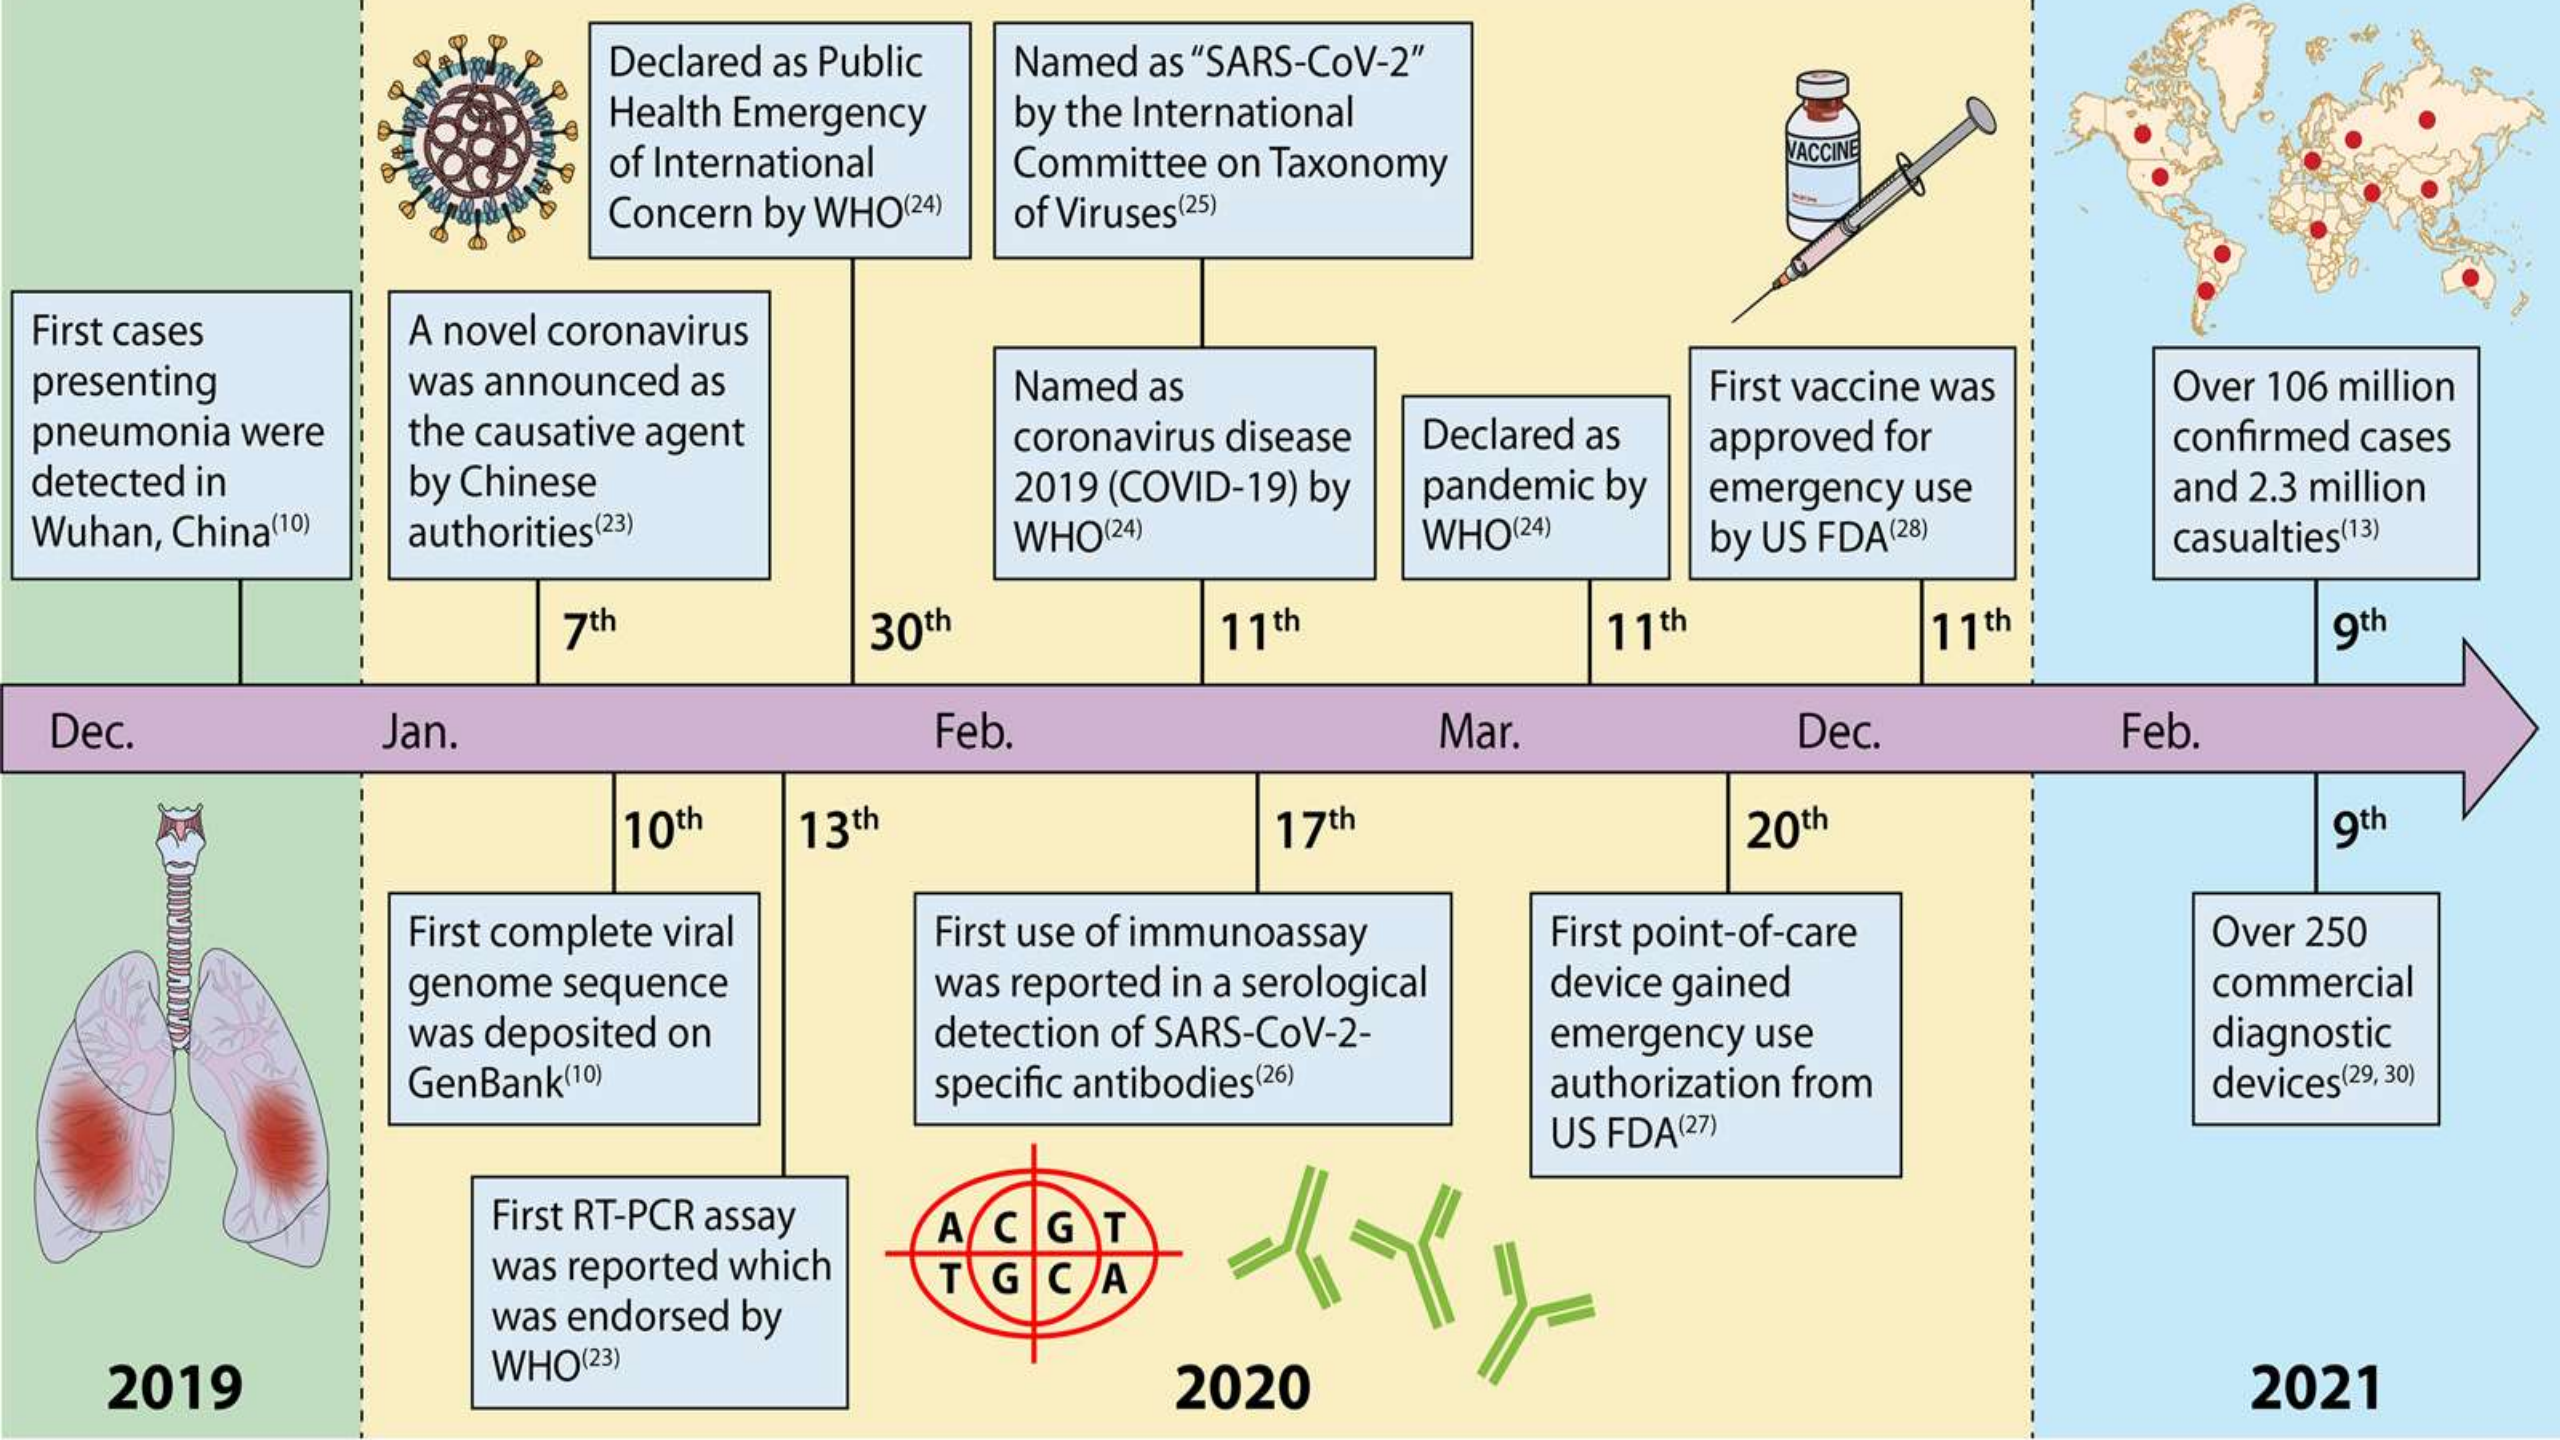 Declared as Public
Health Emergency
of International
Concern by WHO(24)
Named as “SARS-CoV-2”
by the International
Committee on Taxonomy
of Viruses(25)
VACCINE
First cases
presenting
pneumonia were
detected in
Wuhan, China(10)
A novel coronavirus
was announced as
the causative agent
by Chinese
authorities(23)
Named as
coronavirus disease
2019 (COVID-19) by
WHO(24)
Declared as
pandemic by
WHO(24)
First vaccine was
approved for
emergency use
by US FDA(28)
Over 106 million
confirmed cases
and 2.3 million
casualties(13)
7th
30th
11th
11th
11th
9th
Dec.
Jan.
Feb.
Mar.
Dec.
Feb.
10th
13th
17th
20th
9th
First complete viral
genome sequence
was deposited on
GenBank(10)
First use of immunoassay
was reported in a serological
detection of SARS-CoV-2-
specific antibodies(26)
First point-of-care
device gained
emergency use
authorization from
US FDA(27)
Over 250
commercial
diagnostic
devices(29, 30)
First RT-PCR assay
was reported which
was endorsed by
WHO(23)
A C G T
T G C A
2019
2020
2021